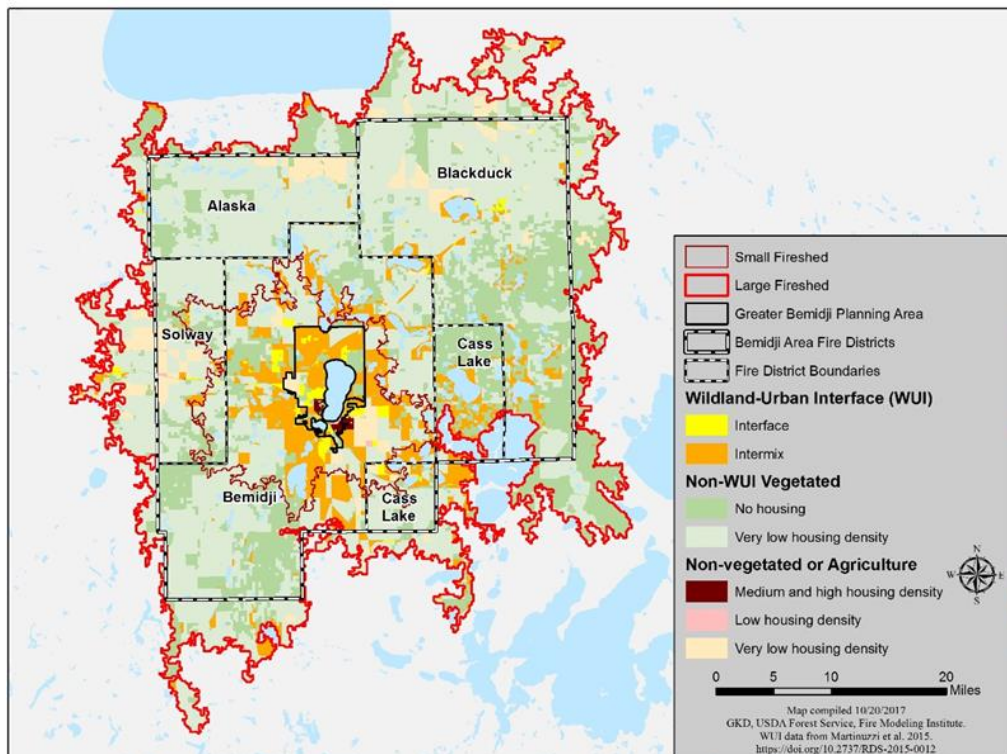 Blackduck
Alaska
Solway
Cass
Lake
Bemidji
Cass
Lake
Small Fireshed
Large Fireshed
Greater Bemidji Planning Area
Bemidji Area Fire Districts
Fire District Boundaries
Wildland-Urban Interface (WUI)
Interface
Intermix
Non-WUI Vegetated
No housing
Very low housing density
Non-vegetated or Agriculture
Medium and high housing density
Low housing density
Very low housing density
N
W E
S
0 5 10 20
Miles
Map compiled 10/20/2017
GKD, USDA Forest Service, Fire Modeling Institute.
WUI data from Martinuzzi et al. 2015.
https://doi.org/10.2737/RDS-2015-0012